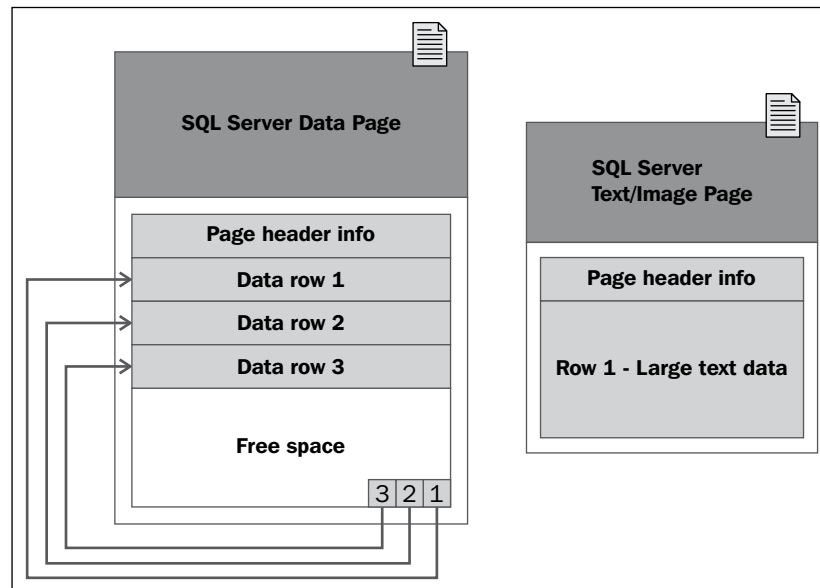 SQL Server Data Page
Page header info
Data row 1
Data row 2
Data row 3
Free space
3 2 1
SQL Server
Text/Image Page
Page header info
Row 1 - Large text data